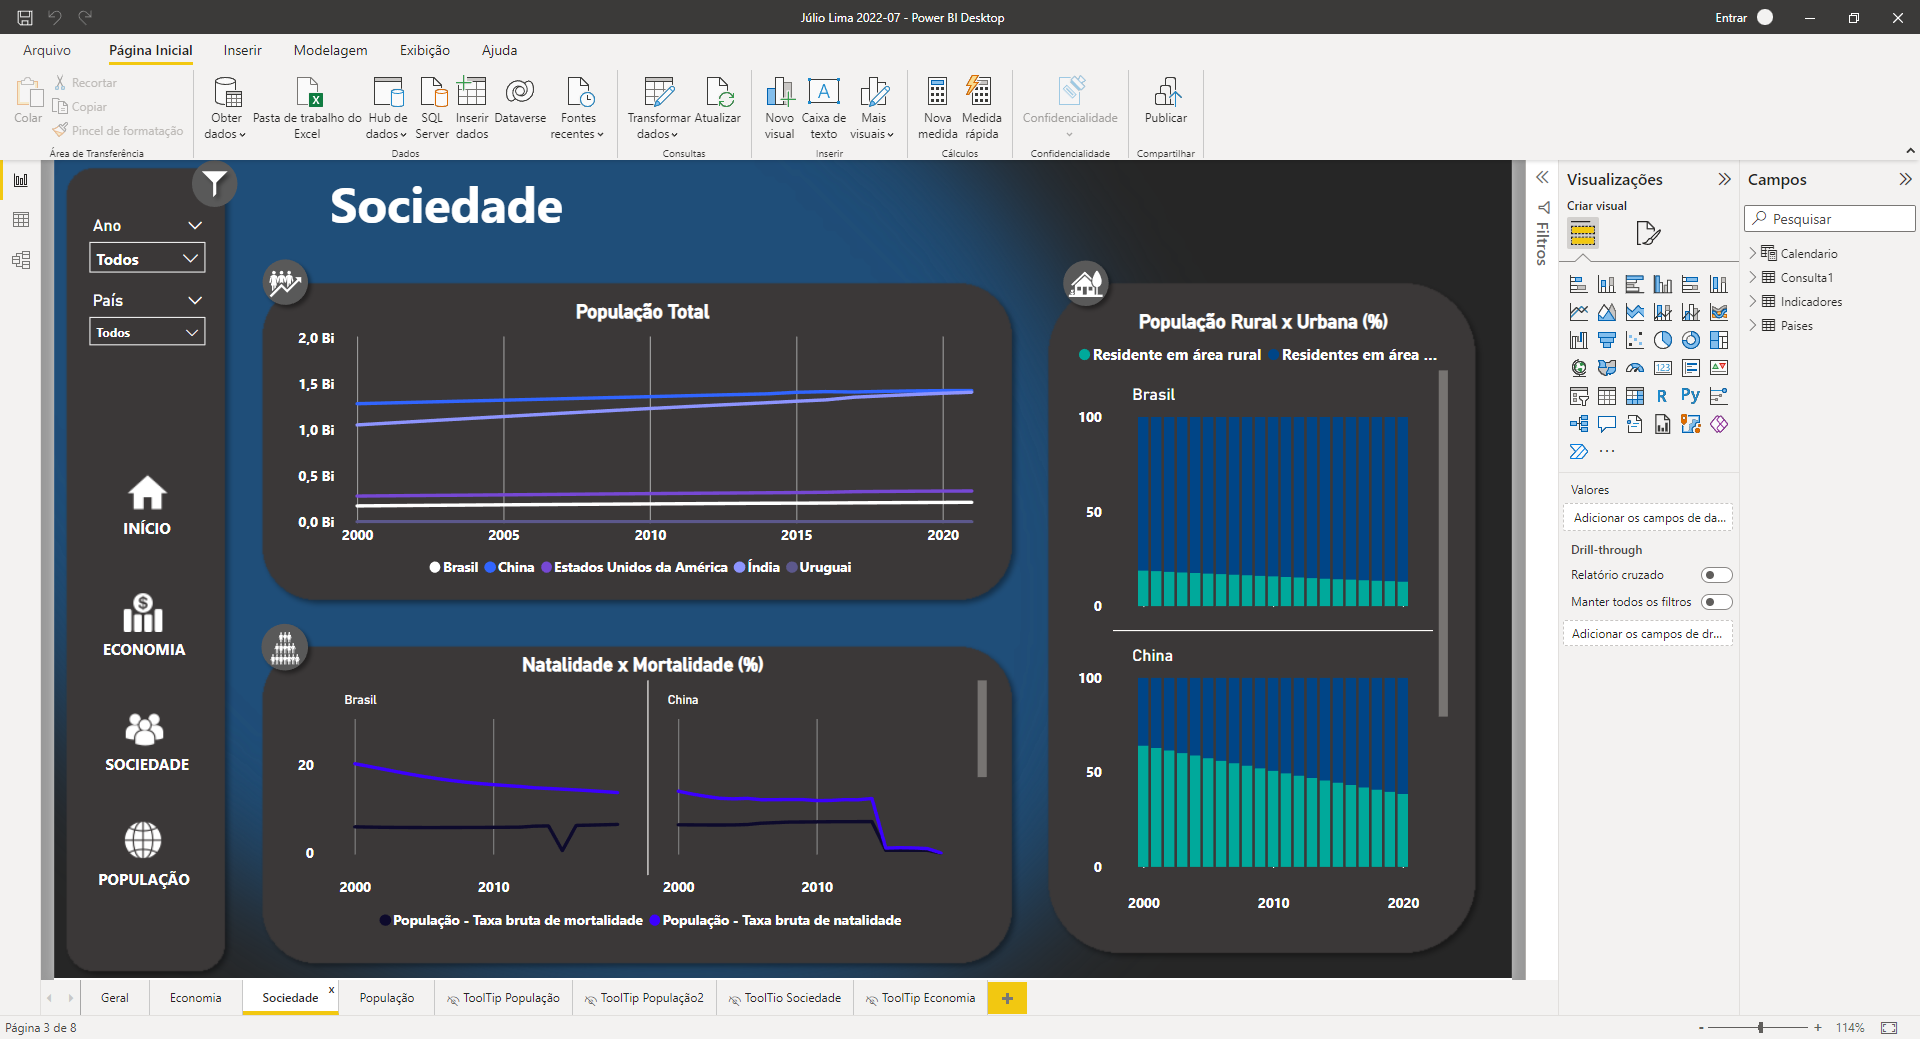 Júlio Lima 2022-07 - Power BI Desktop
Entrar
Arquivo
Página Inicial
Inserir
Modelagem
Exibição
Ajuda
Colar
Recortar
Copiar
Pincel de formatação
Área de Transferência
Obter dados
Pasta de trabalho do Excel
Hub de dados
SQL Server
Inserir dados
Dataverse
Fontes recentes
Dados
Transformar dados
Atualizar
Consultas
Novo visual
Caixa de texto
Mais visuais
Inserir
Nova medida
Medida rápida
Cálculos
Confidencialidade
Confidencialidade
Publicar
Compartilhar
Ano
Todos
País
Todos
INÍCIO
ECONOMIA
SOCIEDADE
POPULAÇÃO
Sociedade
População Total
2,0 Bi
1,5 Bi
1,0 Bi
0,5 Bi
0,0 Bi
2000 2005 2010 2015 2020
Brasil China Estados Unidos da América Índia Uruguai
Natalidade x Mortalidade (%)
Brasil China
20
0
2000 2010 2000 2010
População - Taxa bruta de mortalidade População - Taxa bruta de natalidade
População Rural x Urbana (%)
Residente em área rural Residentes em área ...
Brasil
100
50
0
China
100
50
0
2000 2010 2020
Filtros
Visualizações
Criar visual
R Py
123
Valores
Adicionar os campos de da...
Drill-through
Relatório cruzado
Manter todos os filtros
Adicionar os campos de dr...
Campos
Pesquisar
Calendario
Consulta1
Indicadores
Paises
Geral
Economia
Sociedade x
População
ToolTip População
ToolTip População2
ToolTio Sociedade
ToolTip Economia
+
Página 3 de 8
- + 114%